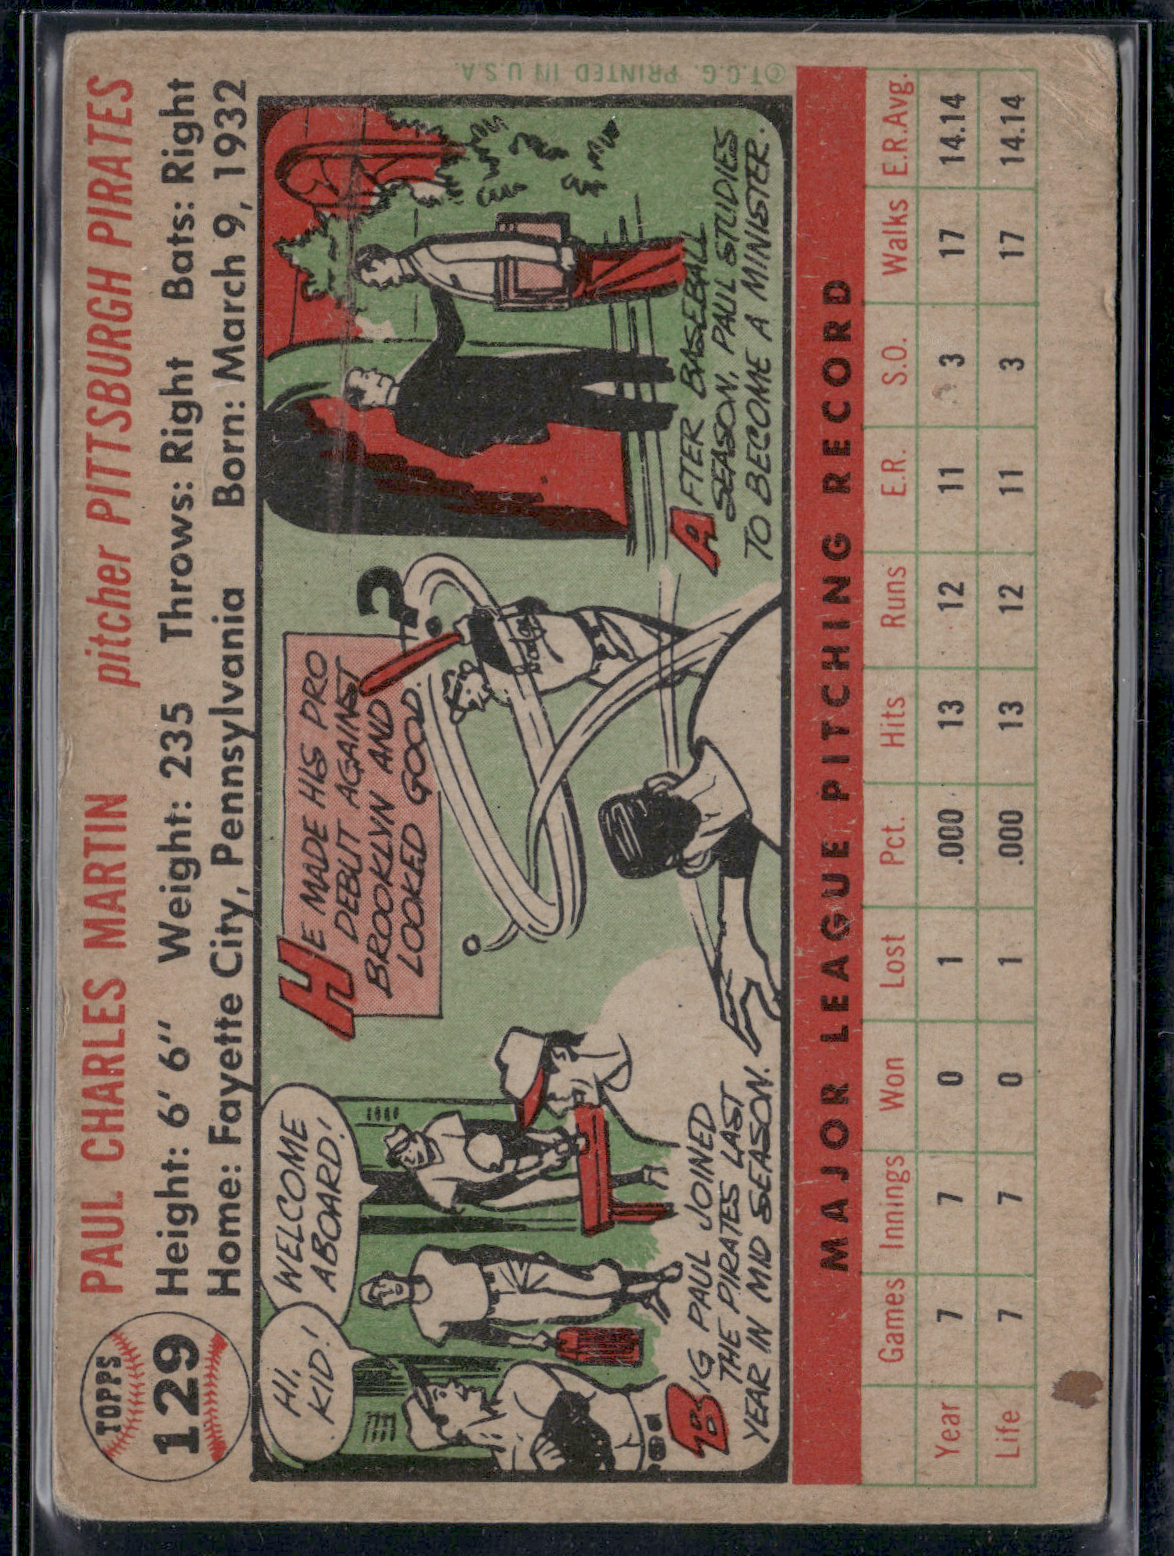 TOPPS
129
PAUL CHARLES MARTIN pitcher PITTSBURGH PIRATES
Height: 6' 6" Weight: 235 Throws: Right Bats: Right
Home: Fayette City, Pennsylvania Born: March 9, 1932
HI,
KID!
WELCOME
ABOARD!
BIG PAUL JOINED
THE PIRATES LAST
YEAR IN MID SEASON.
HE MADE HIS PRO
DEBUT AGAINST
BROOKLYN AND
LOOKED GOOD.
?
AFTER BASEBALL
SEASON, PAUL STUDIES
TO BECOME A MINISTER.
©T.C.G. PRINTED IN U.S.A.
MAJOR LEAGUE PITCHING RECORD
Games Innings Won Lost Pct. Hits Runs E.R. S.O. Walks E.R.Avg.
Year 7 7 0 1 .000 13 12 11 3 17 14.14
Life 7 7 0 1 .000 13 12 11 3 17 14.14